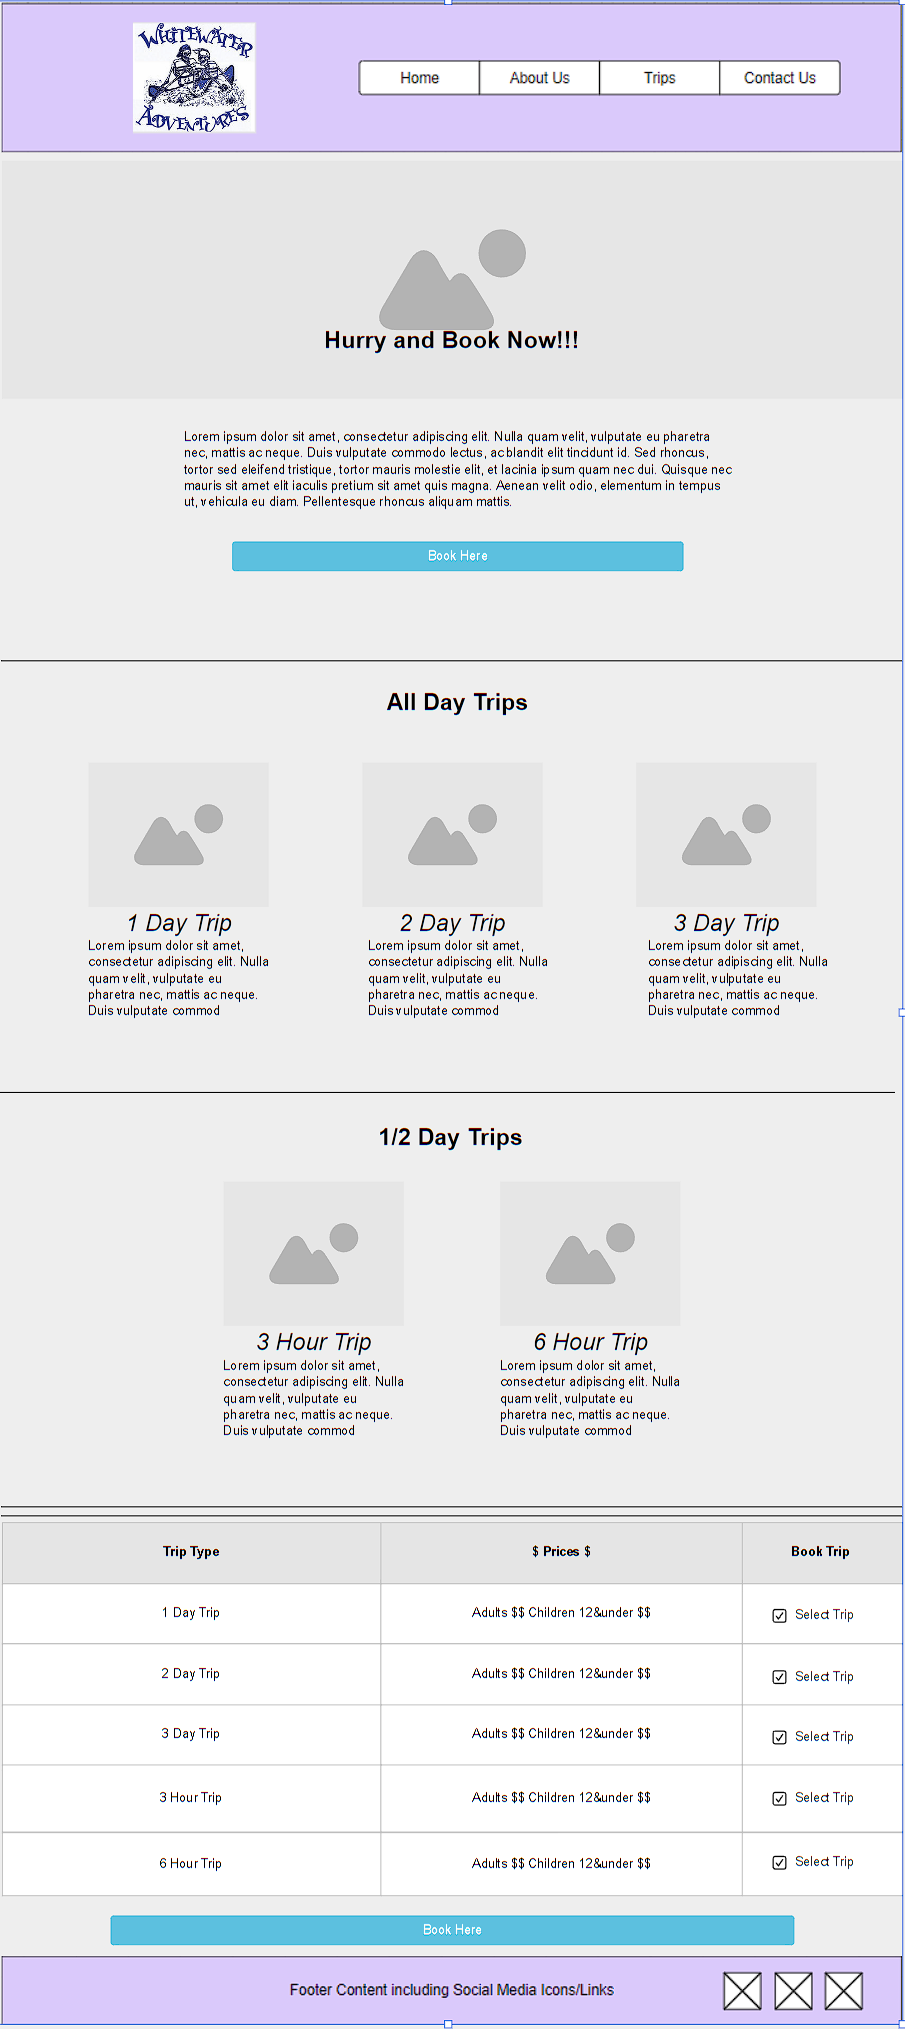 WHITEWATER
ADVENTURES
Home About Us Trips Contact Us
Hurry and Book Now!!!
Lorem ipsum dolor sit amet, consectetur adipiscing elit. Nulla quam velit, vulputate eu pharetra
nec, mattis ac neque. Duis vulputate commodo lectus, ac blandit elit tincidunt id. Sed rhoncus,
tortor sed eleifend tristique, tortor mauris molestie elit, et lacinia ipsum quam nec dui. Quisque nec
mauris sit amet elit iaculis pretium sit amet quis magna. Aenean velit odio, elementum in tempus
ut, vehicula eu diam. Pellentesque rhoncus aliquam mattis.
Book Here
All Day Trips
1 Day Trip
Lorem ipsum dolor sit amet,
consectetur adipiscing elit. Nulla
quam velit, vulputate eu
pharetra nec, mattis ac neque.
Duis vulputate commod
2 Day Trip
Lorem ipsum dolor sit amet,
consectetur adipiscing elit. Nulla
quam velit, vulputate eu
pharetra nec, mattis ac neque.
Duis vulputate commod
3 Day Trip
Lorem ipsum dolor sit amet,
consectetur adipiscing elit. Nulla
quam velit, vulputate eu
pharetra nec, mattis ac neque.
Duis vulputate commod
1/2 Day Trips
3 Hour Trip
Lorem ipsum dolor sit amet,
consectetur adipiscing elit. Nulla
quam velit, vulputate eu
pharetra nec, mattis ac neque.
Duis vulputate commod
6 Hour Trip
Lorem ipsum dolor sit amet,
consectetur adipiscing elit. Nulla
quam velit, vulputate eu
pharetra nec, mattis ac neque.
Duis vulputate commod
Trip Type $ Prices $ Book Trip
1 Day Trip Adults $$ Children 12&under $$ Select Trip
2 Day Trip Adults $$ Children 12&under $$ Select Trip
3 Day Trip Adults $$ Children 12&under $$ Select Trip
3 Hour Trip Adults $$ Children 12&under $$ Select Trip
6 Hour Trip Adults $$ Children 12&under $$ Select Trip
Book Here
Footer Content including Social Media Icons/Links